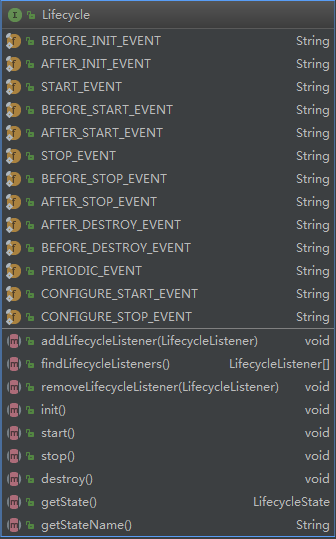 I Lifecycle
f BEFORE_INIT_EVENT String
f AFTER_INIT_EVENT String
f START_EVENT String
f BEFORE_START_EVENT String
f AFTER_START_EVENT String
f STOP_EVENT String
f BEFORE_STOP_EVENT String
f AFTER_STOP_EVENT String
f AFTER_DESTROY_EVENT String
f BEFORE_DESTROY_EVENT String
f PERIODIC_EVENT String
f CONFIGURE_START_EVENT String
f CONFIGURE_STOP_EVENT String
m addLifecycleListener(LifecycleListener) void
m findLifecycleListeners() LifecycleListener[]
m removeLifecycleListener(LifecycleListener) void
m init() void
m start() void
m stop() void
m destroy() void
m getState() LifecycleState
m getStateName() String